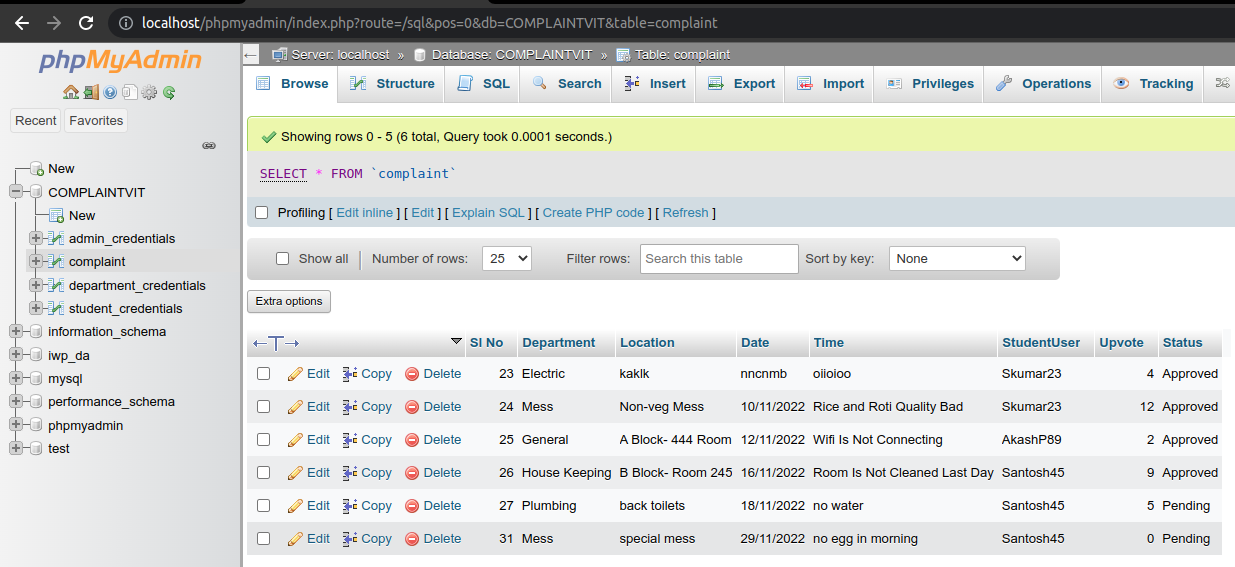 localhost/phpmyadmin/index.php?route=/sql&pos=0&db=COMPLAINTVIT&table=complaint
phpMyAdmin
Recent Favorites
New
COMPLAINTVIT
New
admin_credentials
complaint
department_credentials
student_credentials
information_schema
iwp_da
mysql
performance_schema
phpmyadmin
test
Server: localhost » Database: COMPLAINTVIT » Table: complaint
Browse Structure SQL Search Insert Export Import Privileges Operations Tracking
Showing rows 0 - 5 (6 total, Query took 0.0001 seconds.)
SELECT * FROM `complaint`
Profiling [ Edit inline ] [ Edit ] [ Explain SQL ] [ Create PHP code ] [ Refresh ]
Show all Number of rows: 25 Filter rows: Search this table Sort by key: None
Extra options
←T→ Sl No Department Location Date Time StudentUser Upvote Status
Edit Copy Delete 23 Electric kaklk nncnmb oiioioo Skumar23 4 Approved
Edit Copy Delete 24 Mess Non-veg Mess 10/11/2022 Rice and Roti Quality Bad Skumar23 12 Approved
Edit Copy Delete 25 General A Block- 444 Room 12/11/2022 Wifi Is Not Connecting AkashP89 2 Approved
Edit Copy Delete 26 House Keeping B Block- Room 245 16/11/2022 Room Is Not Cleaned Last Day Santosh45 9 Approved
Edit Copy Delete 27 Plumbing back toilets 18/11/2022 no water Santosh45 5 Pending
Edit Copy Delete 31 Mess special mess 29/11/2022 no egg in morning Santosh45 0 Pending